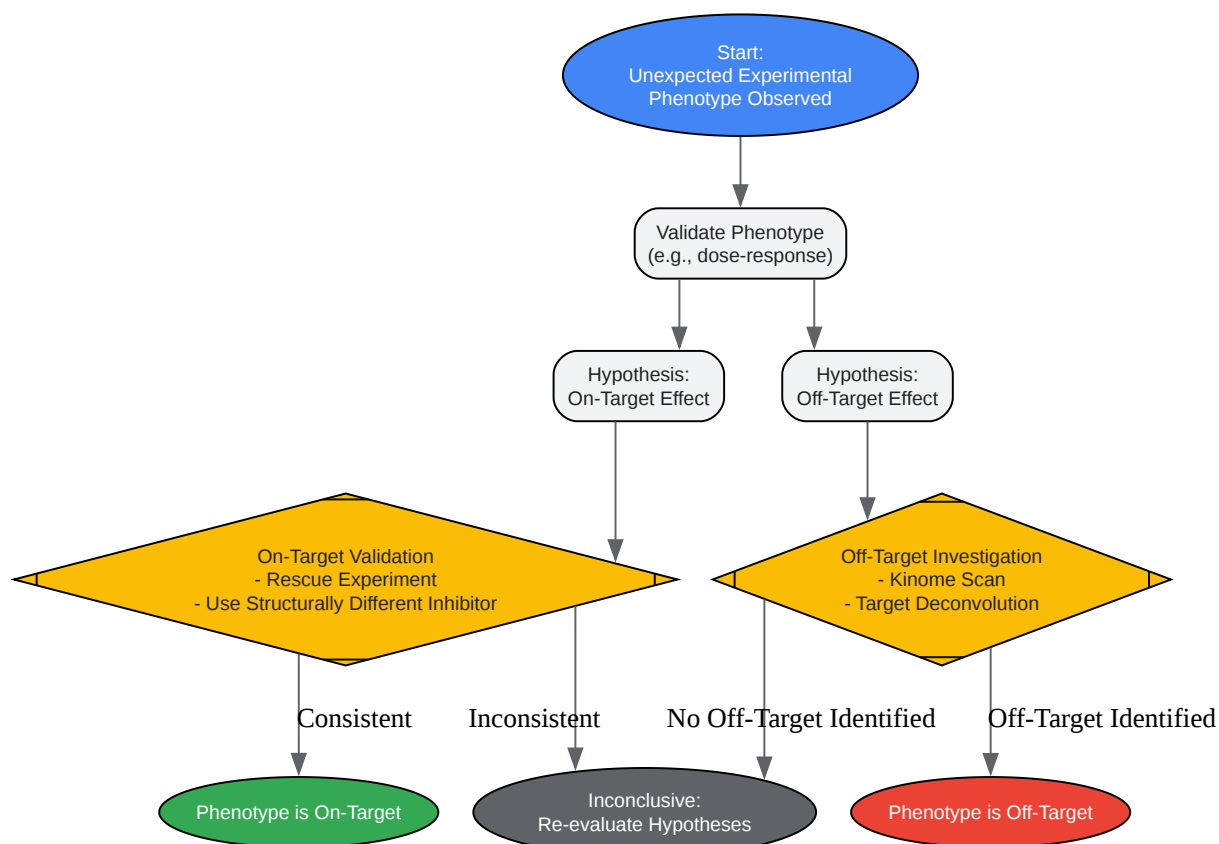 Start:
Unexpected Experimental
Phenotype Observed
Validate Phenotype
(e.g., dose-response)
Hypothesis:
On-Target Effect
Hypothesis:
Off-Target Effect
On-Target Validation
- Rescue Experiment
- Use Structurally Different Inhibitor
Off-Target Investigation
- Kinome Scan
- Target Deconvolution
Consistent
Inconsistent
No Off-Target Identified
Off-Target Identified
Phenotype is On-Target
Inconclusive:
Re-evaluate Hypotheses
Phenotype is Off-Target